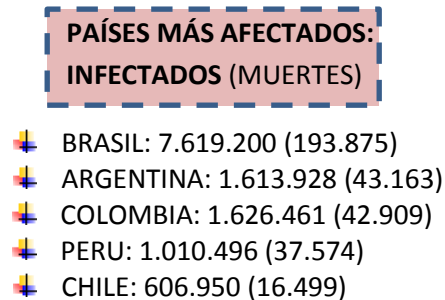 PAÍSES MÁS AFECTADOS:
INFECTADOS (MUERTES)
BRASIL: 7.619.200 (193.875)
ARGENTINA: 1.613.928 (43.163)
COLOMBIA: 1.626.461 (42.909)
PERU: 1.010.496 (37.574)
CHILE: 606.950 (16.499)